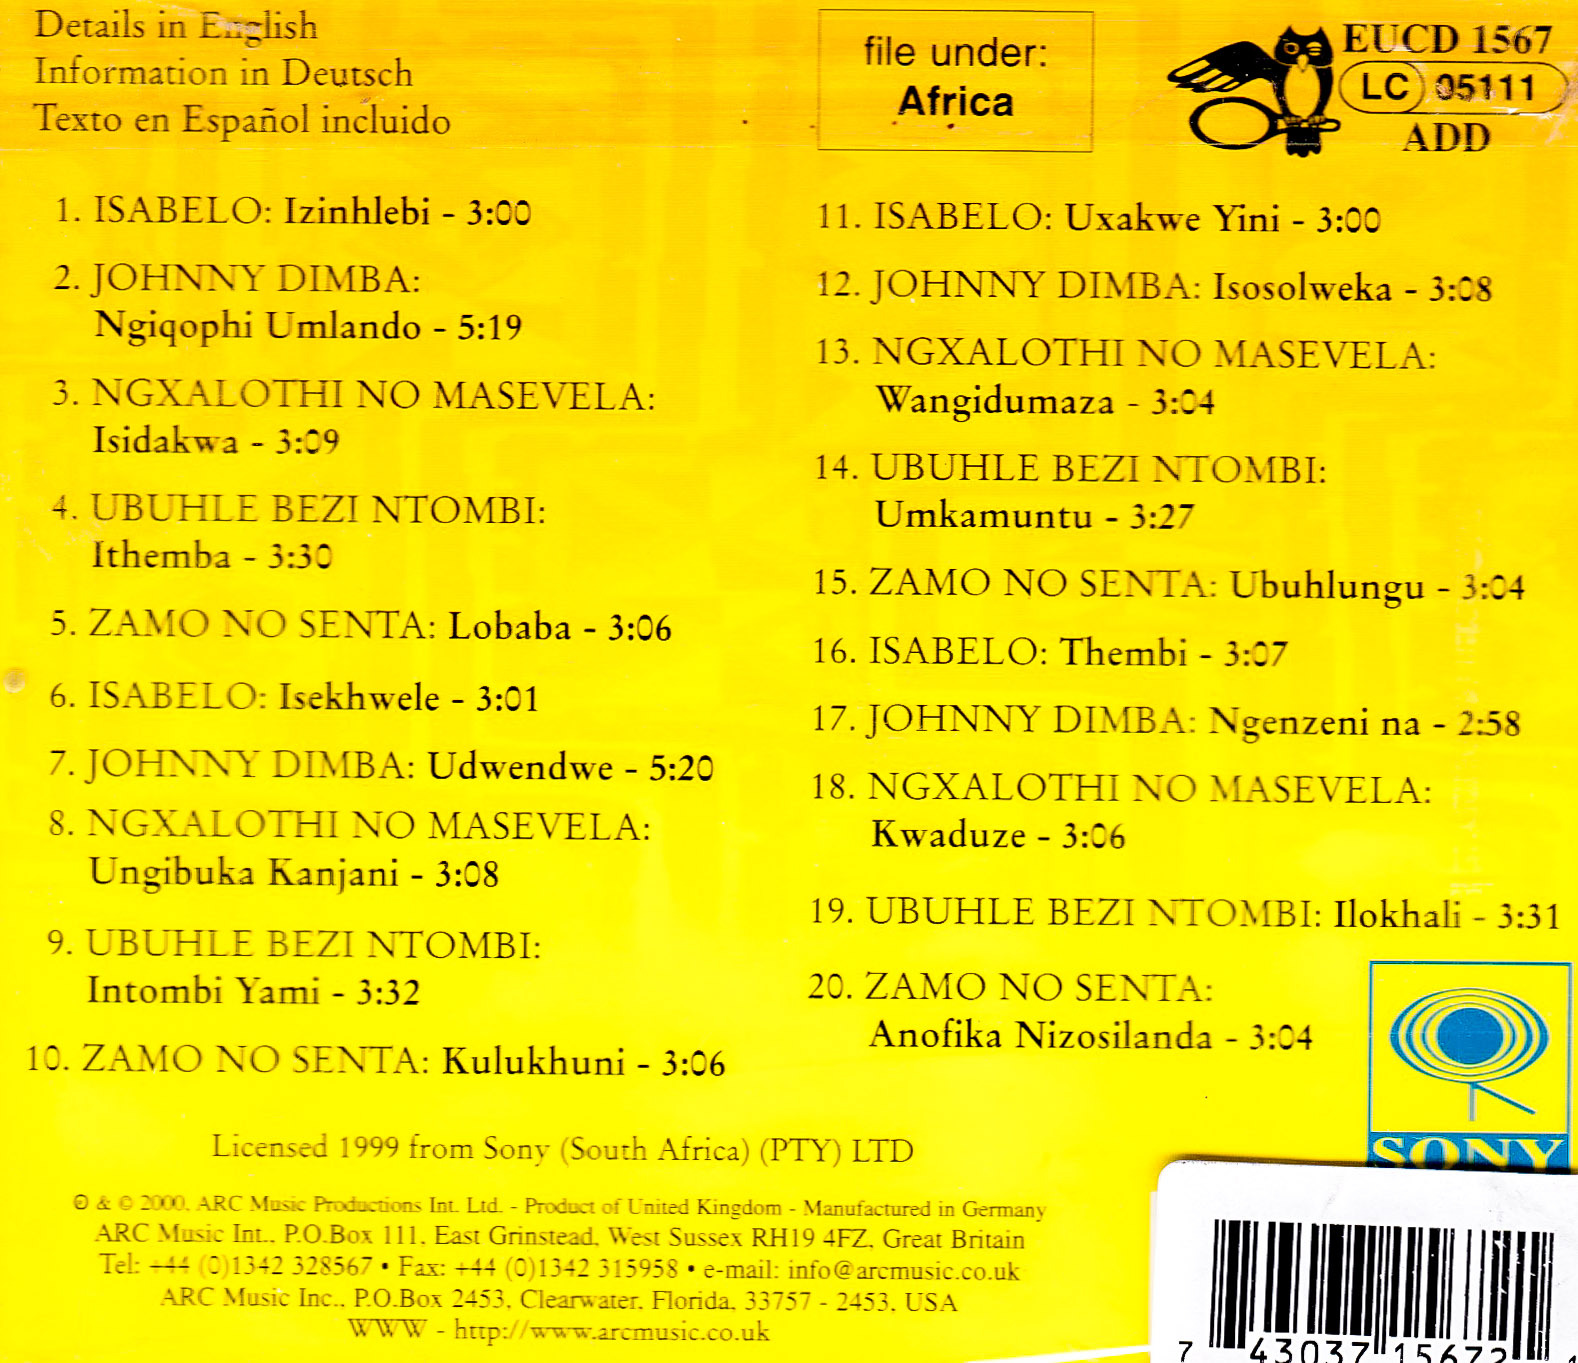 Details in English
Information in Deutsch
Texto en Español incluido
file under:
Africa
EUCD 1567
LC 05111
ADD
1. ISABELO: Izinhlebi - 3:00
2. JOHNNY DIMBA:
Ngiqophi Umlando - 5:19
3. NGXALOTHI NO MASEVELA:
Isidakwa - 3:09
4. UBUHLE BEZI NTOMBI:
Ithemba - 3:30
5. ZAMO NO SENTA: Lobaba - 3:06
6. ISABELO: Isekhwele - 3:01
7. JOHNNY DIMBA: Udwendwe - 5:20
8. NGXALOTHI NO MASEVELA:
Ungibuka Kanjani - 3:08
9. UBUHLE BEZI NTOMBI:
Intombi Yami - 3:32
10. ZAMO NO SENTA: Kulukhuni - 3:06
11. ISABELO: Uxakwe Yini - 3:00
12. JOHNNY DIMBA: Isosolweka - 3:08
13. NGXALOTHI NO MASEVELA:
Wangidumaza - 3:04
14. UBUHLE BEZI NTOMBI:
Umkamuntu - 3:27
15. ZAMO NO SENTA: Ubuhlungu - 3:04
16. ISABELO: Thembi - 3:07
17. JOHNNY DIMBA: Ngenzeni na - 2:58
18. NGXALOTHI NO MASEVELA:
Kwaduze - 3:06
19. UBUHLE BEZI NTOMBI: Ilokhali - 3:31
20. ZAMO NO SENTA:
Anofika Nizosilanda - 3:04
SONY
Licensed 1999 from Sony (South Africa) (PTY) LTD
℗ & © 2000, ARC Music Productions Int. Ltd. - Product of United Kingdom - Manufactured in Germany
ARC Music Int., P.O.Box 111, East Grinstead, West Sussex RH19 4FZ, Great Britain
Tel: +44 (0)1342 328567 • Fax: +44 (0)1342 315958 • e-mail: info@arcmusic.co.uk
ARC Music Inc., P.O.Box 2453, Clearwater, Florida, 33757 - 2453, USA
WWW - http://www.arcmusic.co.uk
7 43037 15672